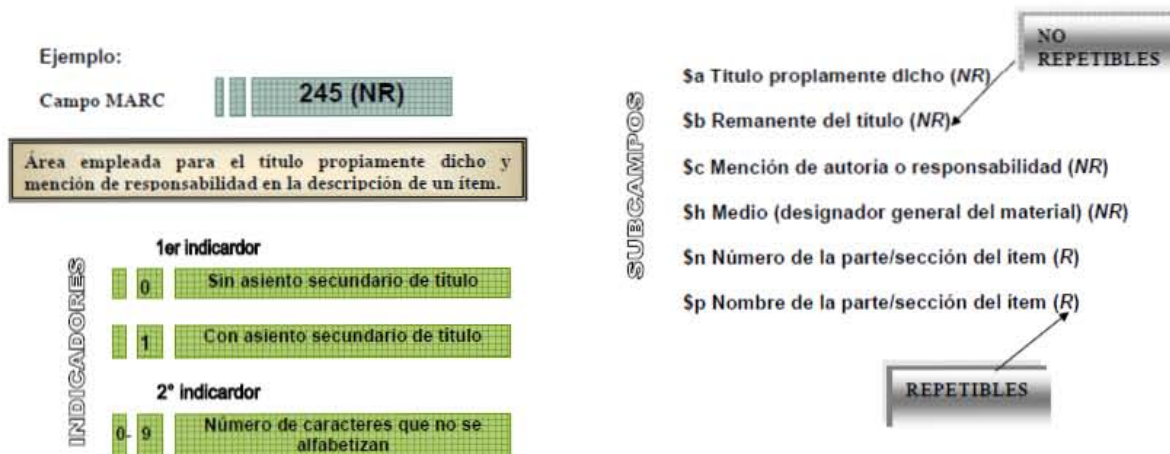 Ejemplo:
Campo MARC
245 (NR)
Área empleada para el título propiamente dicho y
mención de responsabilidad en la descripción de un ítem.
INDICADORES
1er indicardor
0 Sin asiento secundario de título
1 Con asiento secundario de título
2° indicardor
0- 9 Número de caracteres que no se
alfabetizan
SUBCAMPOS
NO
REPETIBLES
$a Título propiamente dicho (NR)
$b Remanente del título (NR)
$c Mención de autoría o responsabilidad (NR)
$h Medio (designador general del material) (NR)
$n Número de la parte/sección del ítem (R)
$p Nombre de la parte/sección del ítem (R)
REPETIBLES